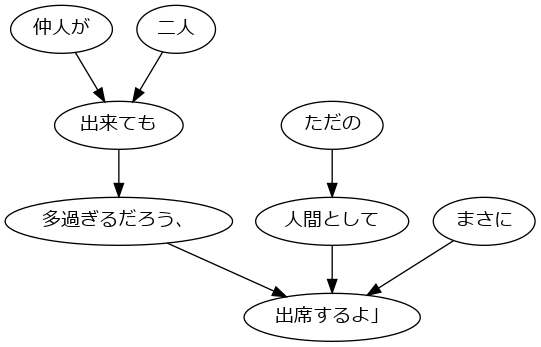 仲人が
二人
出来ても
ただの
多過ぎるだろう、
人間として
まさに
出席するよ」